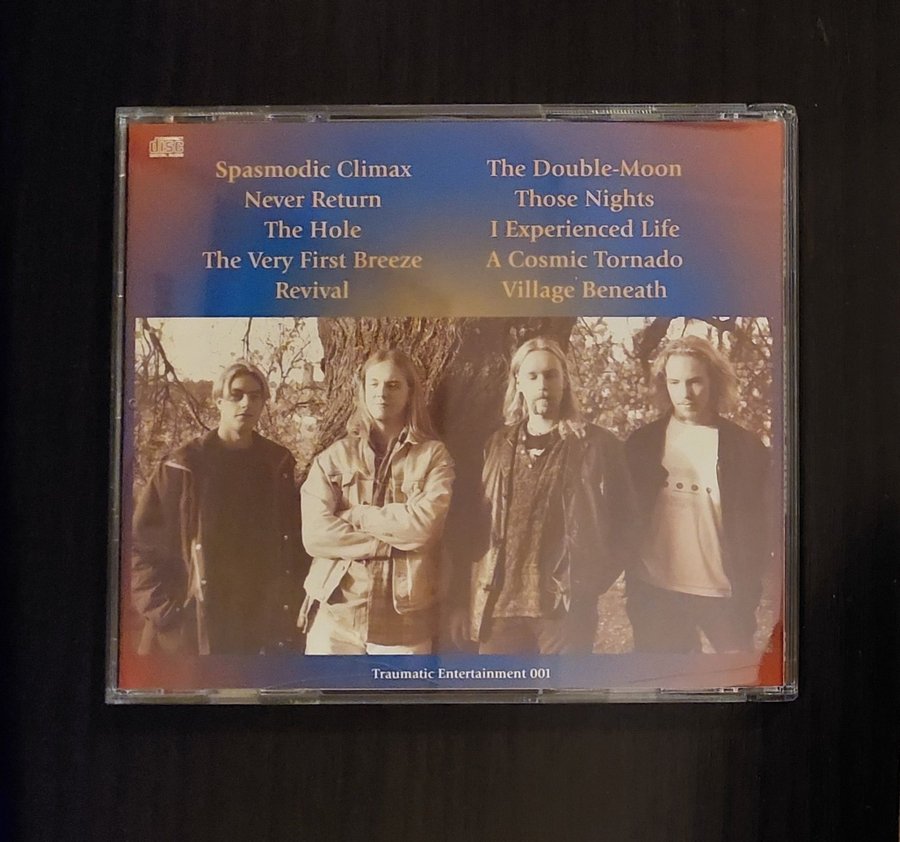 disc
Spasmodic Climax
Never Return
The Hole
The Very First Breeze
Revival
The Double-Moon
Those Nights
I Experienced Life
A Cosmic Tornado
Village Beneath
Traumatic Entertainment 001